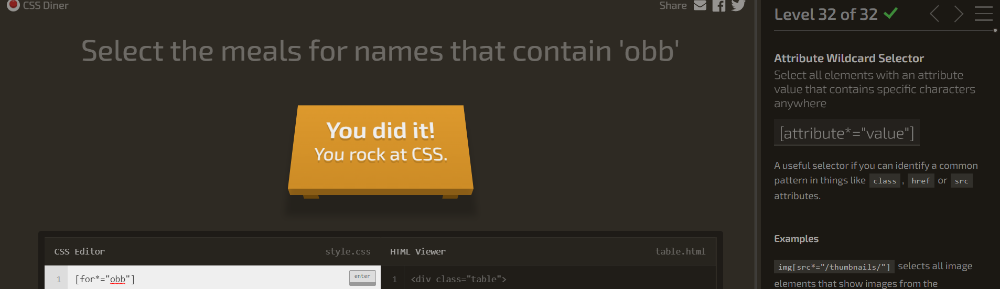 CSS Diner
Share
Select the meals for names that contain 'obb'
You did it!
You rock at CSS.
CSS Editor
style.css
HTML Viewer
table.html
1
[for*="obb"]
enter
1
<div class="table">
Level 32 of 32
Attribute Wildcard Selector
Select all elements with an attribute
value that contains specific characters
anywhere
[attribute*="value"]
A useful selector if you can identify a common
pattern in things like class, href or src
attributes.
Examples
img[src*="/thumbnails/"] selects all image
elements that show images from the